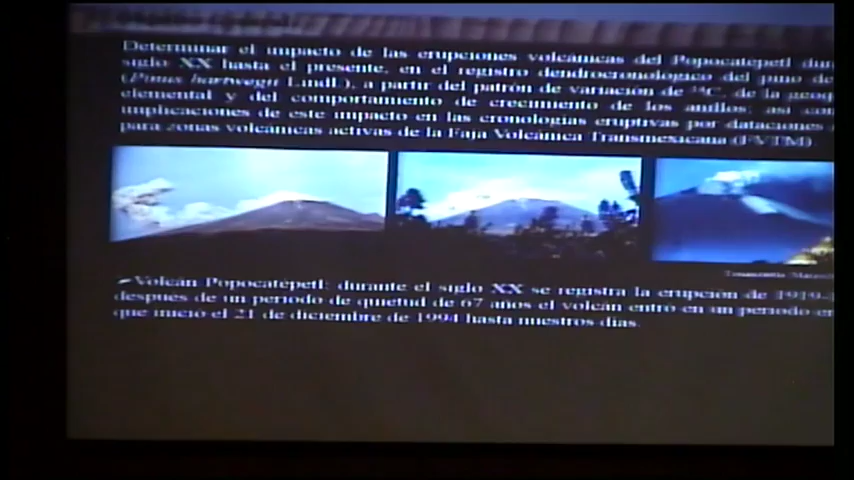 Determinar el impacto de las erupciones volcánicas del Popocatépetl
siglo XX hasta el presente, en el registro dendrocronológico del pino de
(Pinus hartwegii Lindl.), a partir del patrón de variación de ¹⁴C, de la
elemental y del comportamiento de crecimiento de los anillos; así
implicaciones de este impacto en las cronologías eruptivas por dataciones
para zonas volcánicas activas de la Faja Volcánica Transmexicana (FVTM)
Volcán Popocatépetl: durante el siglo XX se registra la erupción de 1919-
después de un periodo de quietud de 67 años el volcán entró en un periodo
que inició el 21 de diciembre de 1994 hasta nuestros días.